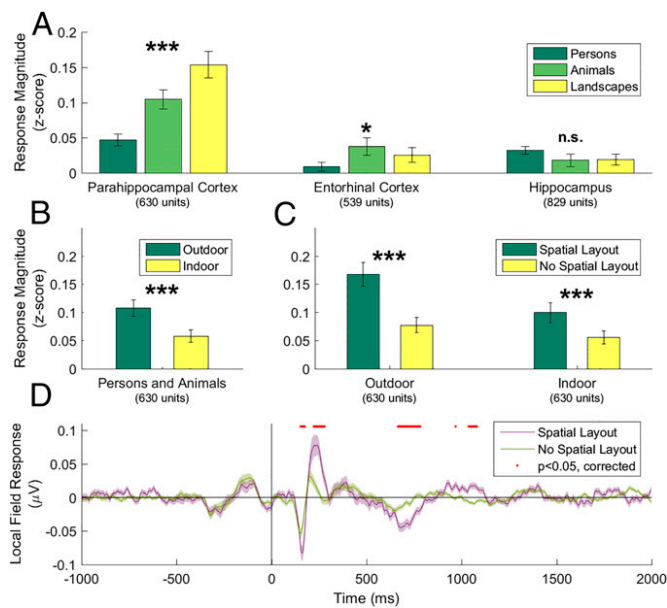 A
Response Magnitude
(z-score)
0.2
0.15
0.1
0.05
0
***
*
n.s.
Persons
Animals
Landscapes
Parahippocampal Cortex
(630 units)
Entorhinal Cortex
(539 units)
Hippocampus
(829 units)
B
Response Magnitude
(z-score)
0.2
0.15
0.1
0.05
0
Outdoor
Indoor
***
Persons and Animals
(630 units)
C
0.2
0.15
0.1
0.05
0
***
***
Spatial Layout
No Spatial Layout
Outdoor
(630 units)
Indoor
(630 units)
D
Local Field Response
(μV)
0.1
0.05
0
-0.05
-0.1
Spatial Layout
No Spatial Layout
p<0.05, corrected
-1000 -500 0 500 1000 1500 2000
Time (ms)